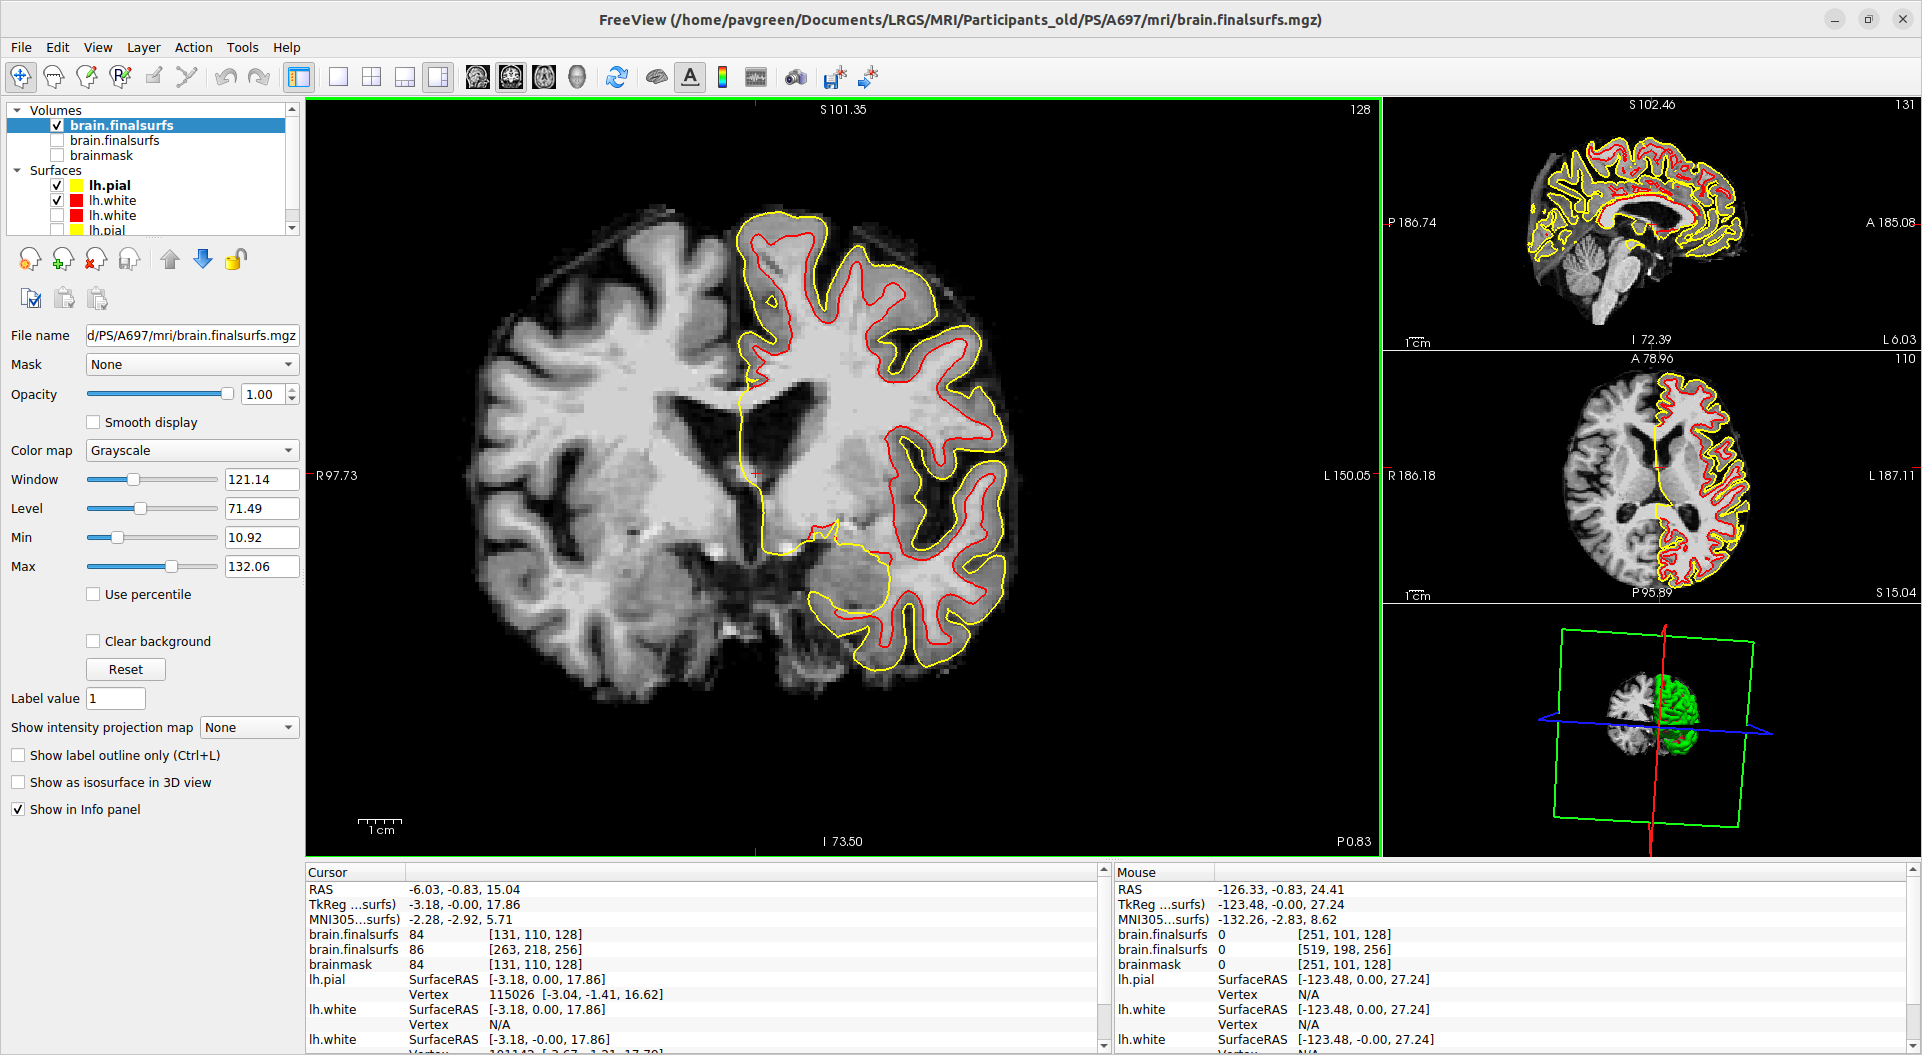 FreeView (/home/pavgreen/Documents/LRGS/MRI/Participants_old/PS/A697/mri/brain.finalsurfs.mgz)
File Edit View Layer Action Tools Help
Volumes
brain.finalsurfs
brain.finalsurfs
brainmask
Surfaces
lh.pial
lh.white
lh.white
lh.pial
File name d/PS/A697/mri/brain.finalsurfs.mgz
Mask None
Opacity 1.00
Smooth display
Color map Grayscale
Window 121.14
Level 71.49
Min 10.92
Max 132.06
Use percentile
Clear background
Reset
Label value 1
Show intensity projection map None
Show label outline only (Ctrl+L)
Show as isosurface in 3D view
Show in Info panel
S 101.35 128
R 97.73 L 150.05
1 cm
I 73.50 P 0.83
S 102.46 131
P 186.74 A 185.08
1 cm I 72.39 L 6.03
A 78.96 110
R 186.18 L 187.11
1 cm P 95.89 S 15.04
Cursor
RAS -6.03, -0.83, 15.04
TkReg ...surfs) -3.18, -0.00, 17.86
MNI305...surfs) -2.28, -2.92, 5.71
brain.finalsurfs 84 [131, 110, 128]
brain.finalsurfs 86 [263, 218, 256]
brainmask 84 [131, 110, 128]
lh.pial SurfaceRAS [-3.18, 0.00, 17.86]
Vertex 115026 [-3.04, -1.41, 16.62]
lh.white SurfaceRAS [-3.18, 0.00, 17.86]
Vertex N/A
lh.white SurfaceRAS [-3.18, -0.00, 17.86]
Mouse
RAS -126.33, -0.83, 24.41
TkReg ...surfs) -123.48, -0.00, 27.24
MNI305...surfs) -132.26, -2.83, 8.62
brain.finalsurfs 0 [251, 101, 128]
brain.finalsurfs 0 [519, 198, 256]
brainmask 0 [251, 101, 128]
lh.pial SurfaceRAS [-123.48, 0.00, 27.24]
Vertex N/A
lh.white SurfaceRAS [-123.48, 0.00, 27.24]
Vertex N/A
lh.white SurfaceRAS [-123.48, -0.00, 27.24]